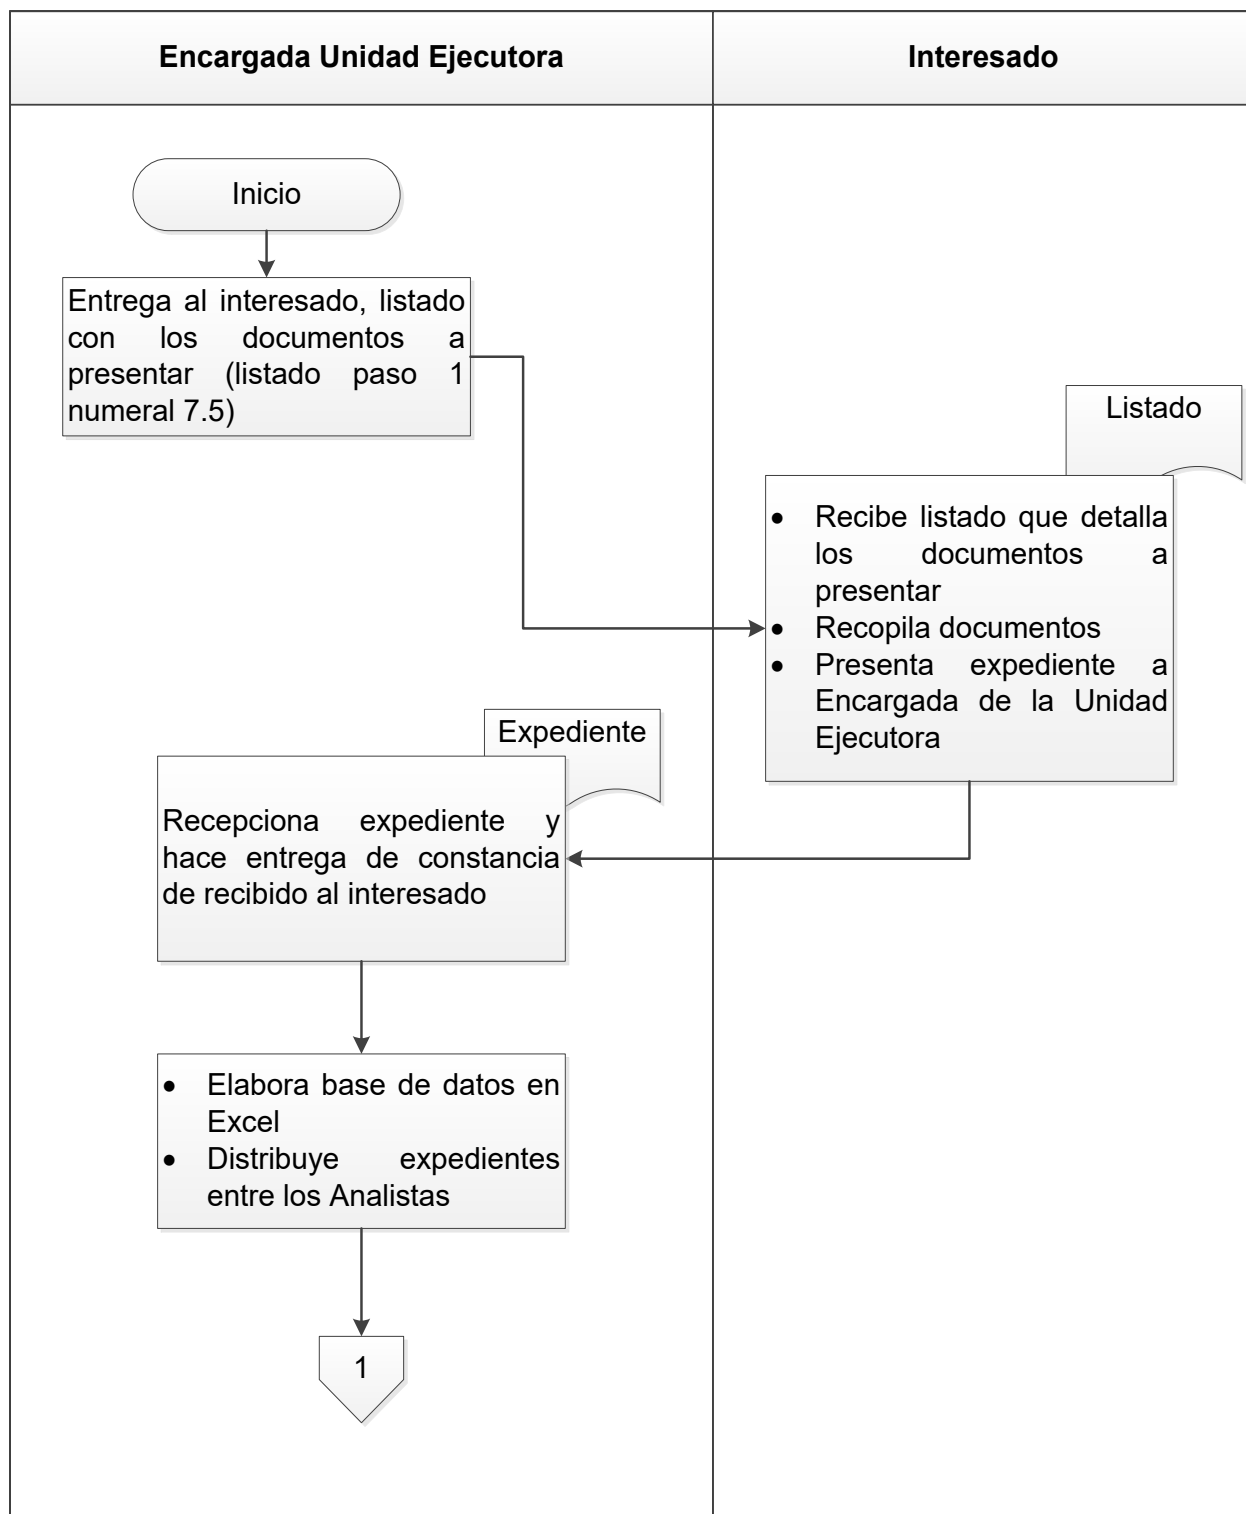 Encargada Unidad Ejecutora
Interesado
Inicio
Entrega al interesado, listado
con los documentos a
presentar (listado paso 1
numeral 7.5)
Listado
• Recibe listado que detalla
los documentos a
presentar
• Recopila documentos
• Presenta expediente a
Encargada de la Unidad
Ejecutora
Expediente
Recepciona expediente y
hace entrega de constancia
de recibido al interesado
• Elabora base de datos en
Excel
• Distribuye expedientes
entre los Analistas
1